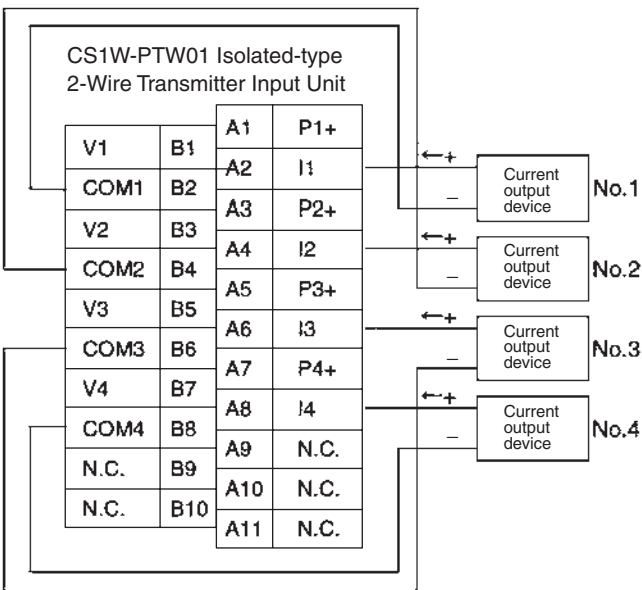 CS1W-PTW01 Isolated-type
2-Wire Transmitter Input Unit
V1 B1
COM1 B2
V2 B3
COM2 B4
V3 B5
COM3 B6
V4 B7
COM4 B8
N.C. B9
N.C. B10
A1 P1+
A2 I1
A3 P2+
A4 I2
A5 P3+
A6 I3
A7 P4+
A8 I4
A9 N.C.
A10 N.C.
A11 N.C.
+
−
Current
output
device
No.1
+
−
Current
output
device
No.2
+
−
Current
output
device
No.3
+
−
Current
output
device
No.4